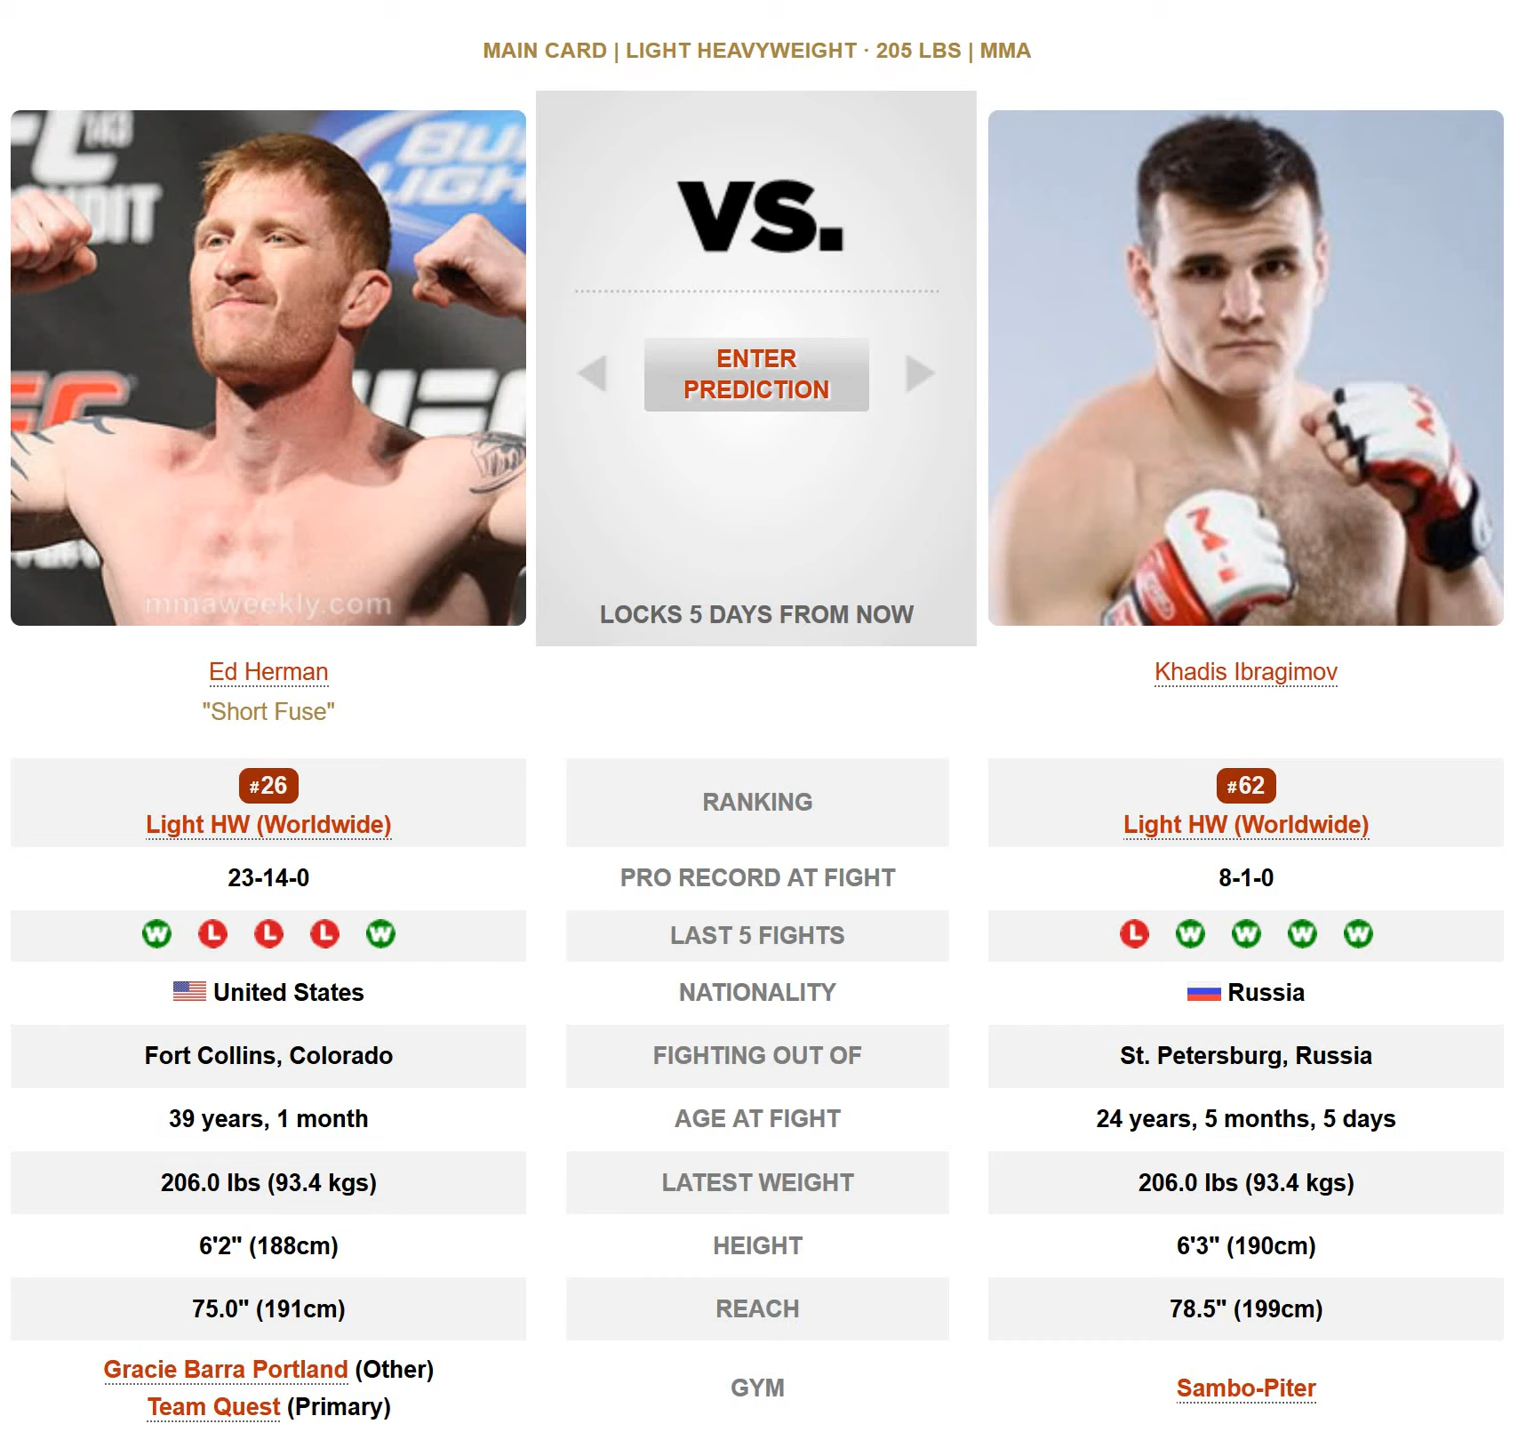 MAIN CARD | LIGHT HEAVYWEIGHT · 205 LBS | MMA
BUD
LIGHT
UFC
UFC
mmaweekly.com
VS.
ENTER
PREDICTION
LOCKS 5 DAYS FROM NOW
M-1
Ed Herman
"Short Fuse"
Khadis Ibragimov
#26
Light HW (Worldwide)
RANKING
#62
Light HW (Worldwide)
23-14-0
PRO RECORD AT FIGHT
8-1-0
W L L L W
LAST 5 FIGHTS
L W W W W
United States
NATIONALITY
Russia
Fort Collins, Colorado
FIGHTING OUT OF
St. Petersburg, Russia
39 years, 1 month
AGE AT FIGHT
24 years, 5 months, 5 days
206.0 lbs (93.4 kgs)
LATEST WEIGHT
206.0 lbs (93.4 kgs)
6'2" (188cm)
HEIGHT
6'3" (190cm)
75.0" (191cm)
REACH
78.5" (199cm)
Gracie Barra Portland (Other)
Team Quest (Primary)
GYM
Sambo-Piter